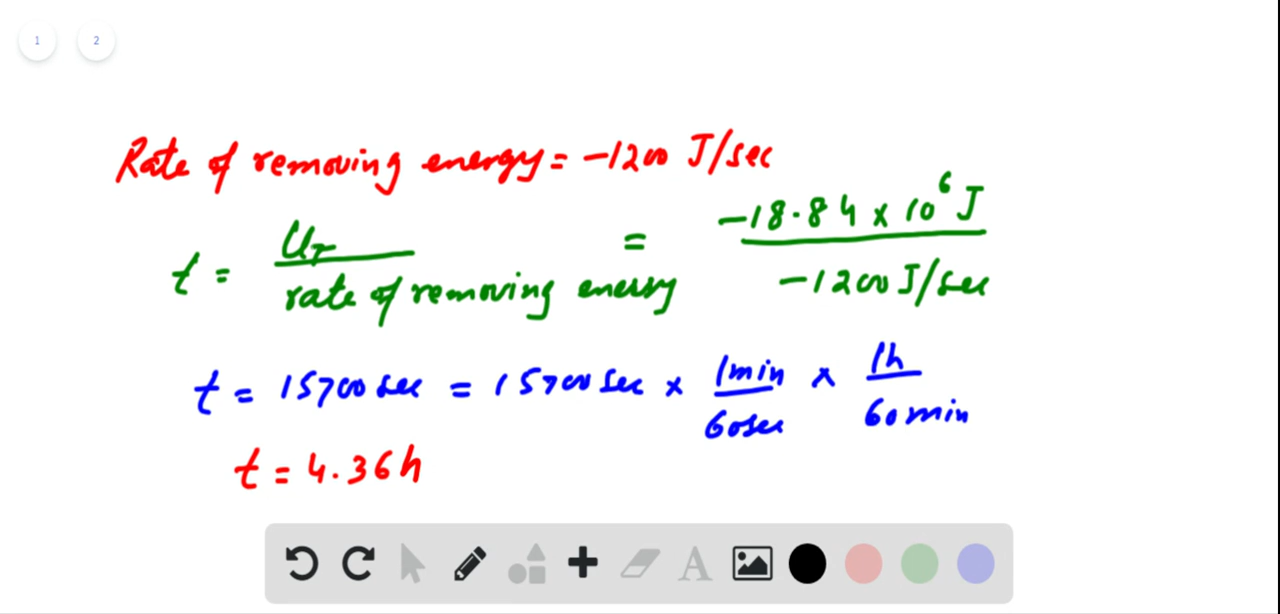 1 2
Rate of removing energy = -1200 J/sec
t = U_T / rate of removing energy = -18.84 x 10^6 J / -1200 J/sec
t = 15700 sec = 15700 sec x 1min/60sec x 1h/60min
t = 4.36h
A